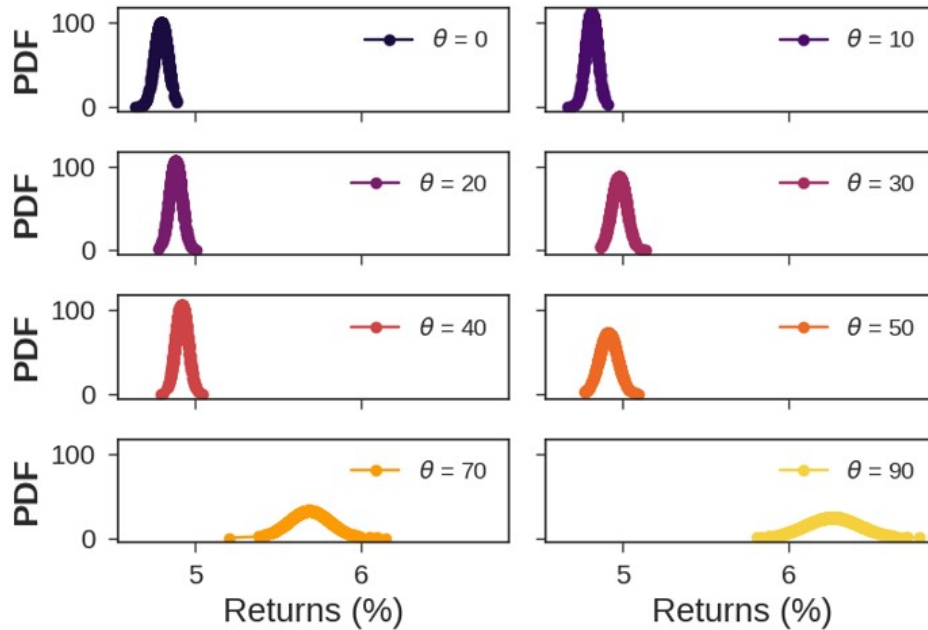 PDF
100
0
θ = 0
θ = 10
PDF
100
0
θ = 20
θ = 30
PDF
100
0
θ = 40
θ = 50
PDF
100
0
θ = 70
θ = 90
5 6
5 6
Returns (%)
Returns (%)